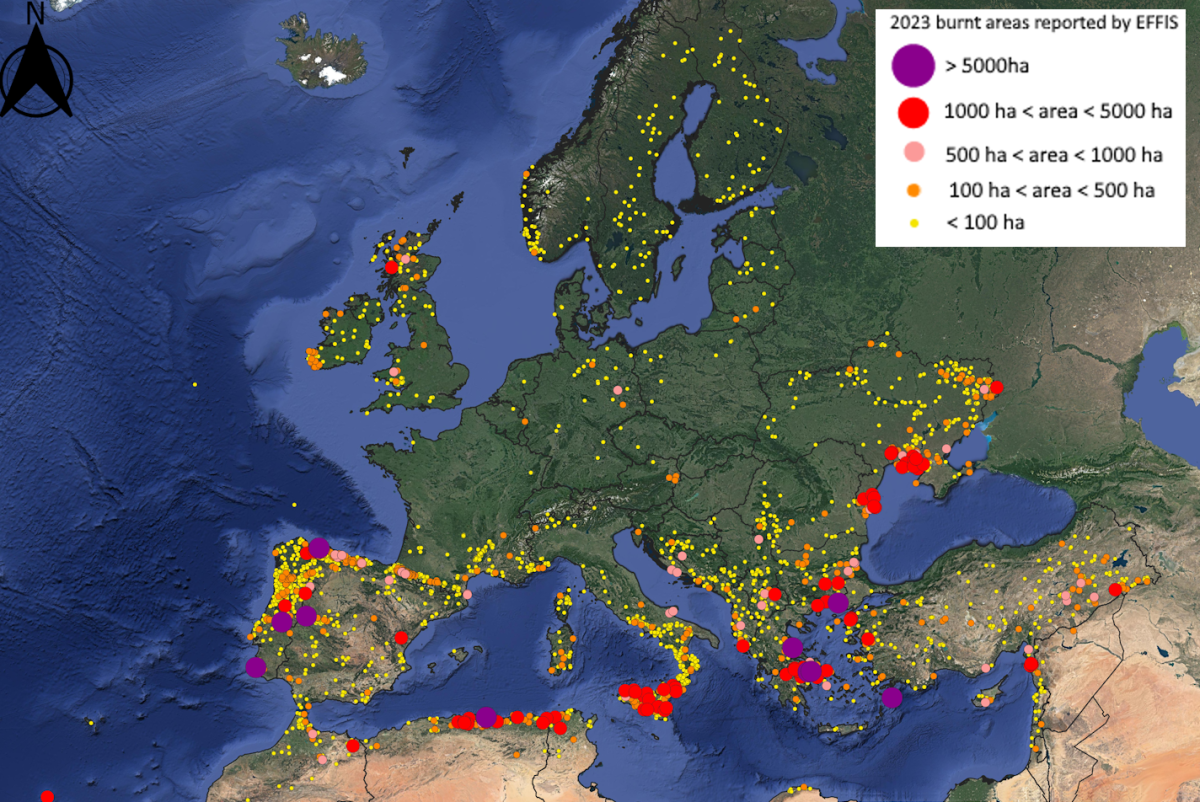 N
2023 burnt areas reported by EFFIS
> 5000ha
1000 ha < area < 5000 ha
500 ha < area < 1000 ha
100 ha < area < 500 ha
< 100 ha